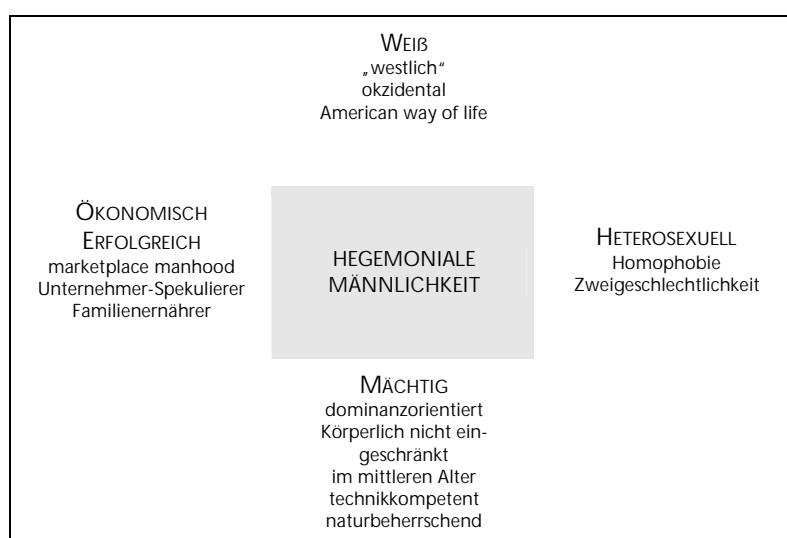 WEIß
„westlich“
okzidental
American way of life
ÖKONOMISCH
ERFOLGREICH
marketplace manhood
Unternehmer-Spekulierer
Familienernährer
HEGEMONIALE
MÄNNLICHKEIT
HETEROSEXUELL
Homophobie
Zweigeschlechtlichkeit
MÄCHTIG
dominanzorientiert
Körperlich nicht ein-
geschränkt
im mittleren Alter
technikkompetent
naturbeherrschend